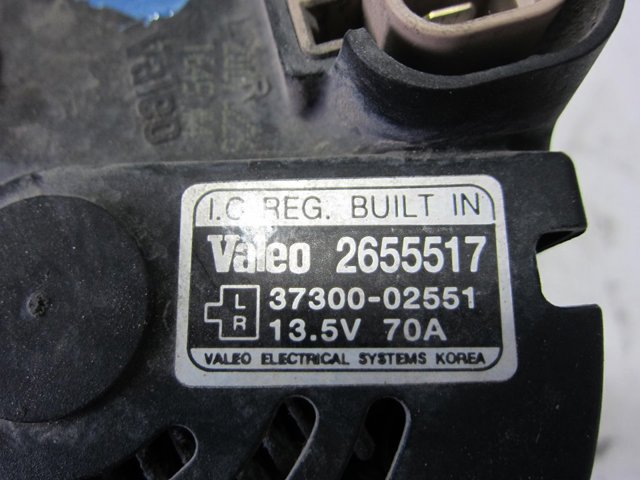 I.C REG. BUILT IN
Valeo 2655517
L
R
37300-02551
13.5V 70A
VALEO ELECTRICAL SYSTEMS KOREA